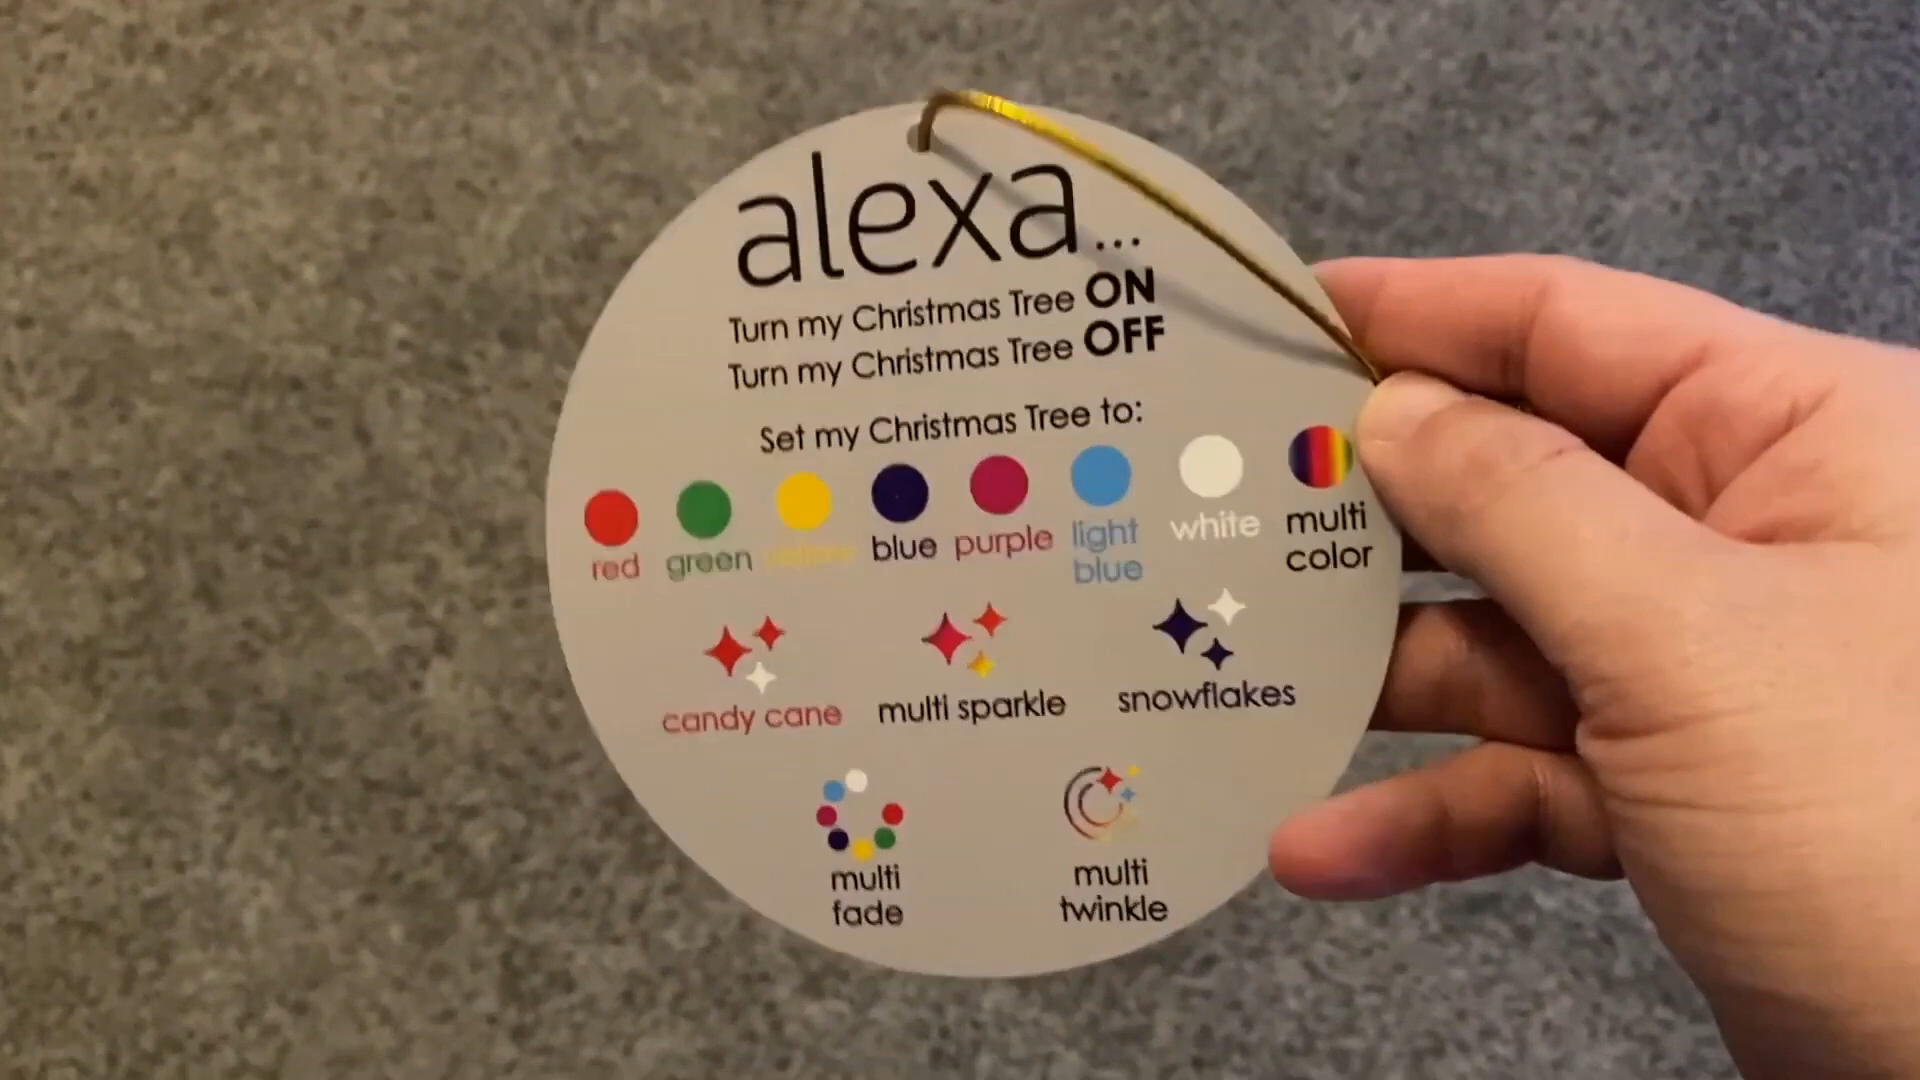 alexa...
Turn my Christmas Tree ON
Turn my Christmas Tree OFF
Set my Christmas Tree to:
red
green
yellow
blue
purple
light
blue
white
multi
color
candy cane
multi sparkle
snowflakes
multi
fade
multi
twinkle